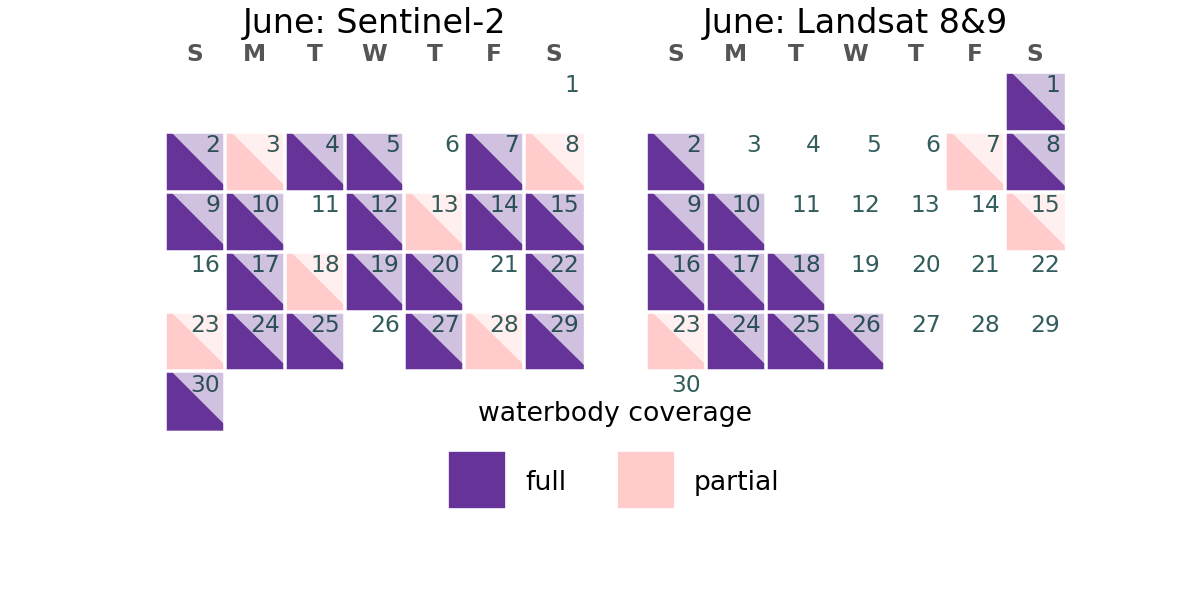 June: Sentinel-2
S M T W T F S
1
2 3 4 5 6 7 8
9 10 11 12 13 14 15
16 17 18 19 20 21 22
23 24 25 26 27 28 29
30
June: Landsat 8&9
S M T W T F S
1
2 3 4 5 6 7 8
9 10 11 12 13 14 15
16 17 18 19 20 21 22
23 24 25 26 27 28 29
30
waterbody coverage
full partial